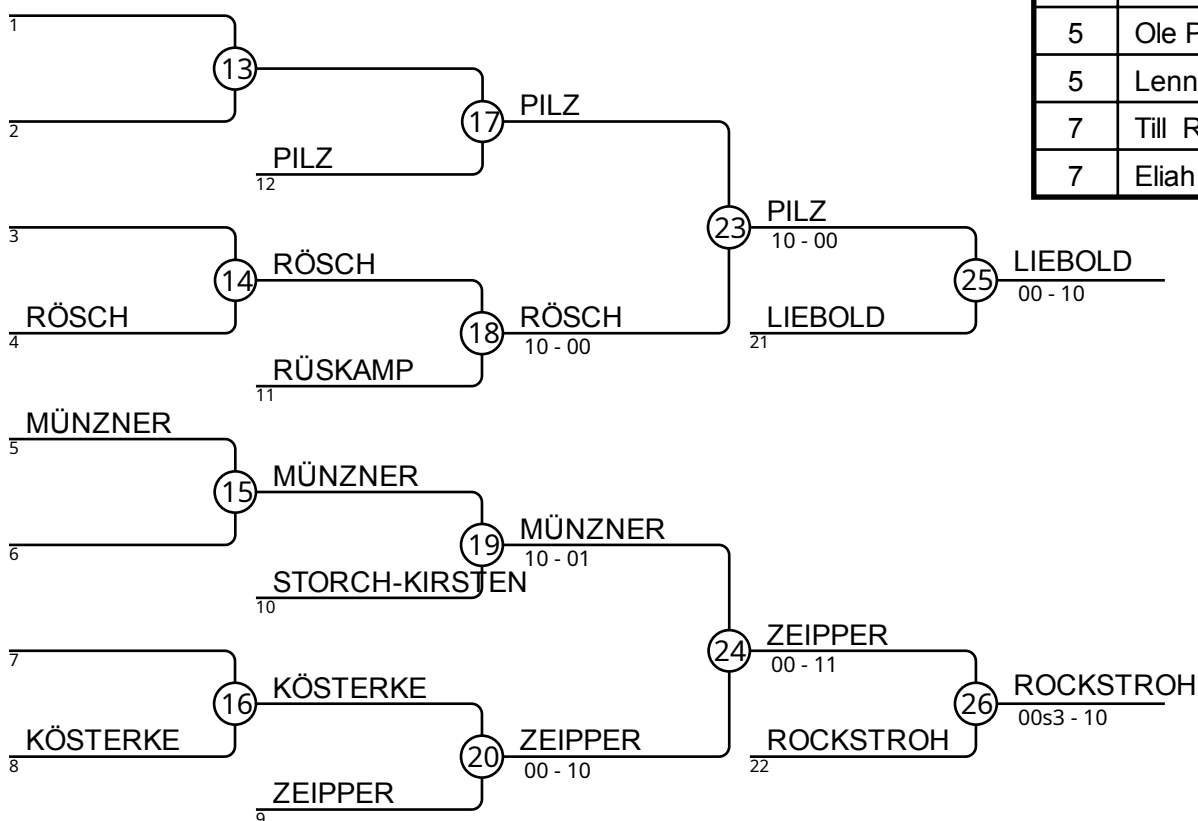 1
5 Ole P
13
5 Lenn
PILZ
17
2
7 Till R
PILZ
12
7 Eliah
PILZ
3
23
10 - 00
RÖSCH
LIEBOLD
14
25
00 - 10
RÖSCH
RÖSCH
LIEBOLD
4
18
10 - 00
21
RÜSKAMP
11
MÜNZNER
5
MÜNZNER
15
MÜNZNER
6
19
10 - 01
STORCH-KIRSTEN
10
ZEIPPER
7
24
00 - 11
KÖSTERKE
ROCKSTROH
16
26
00s3 - 10
KÖSTERKE
ZEIPPER
ROCKSTROH
8
20
00 - 10
22
ZEIPPER
9